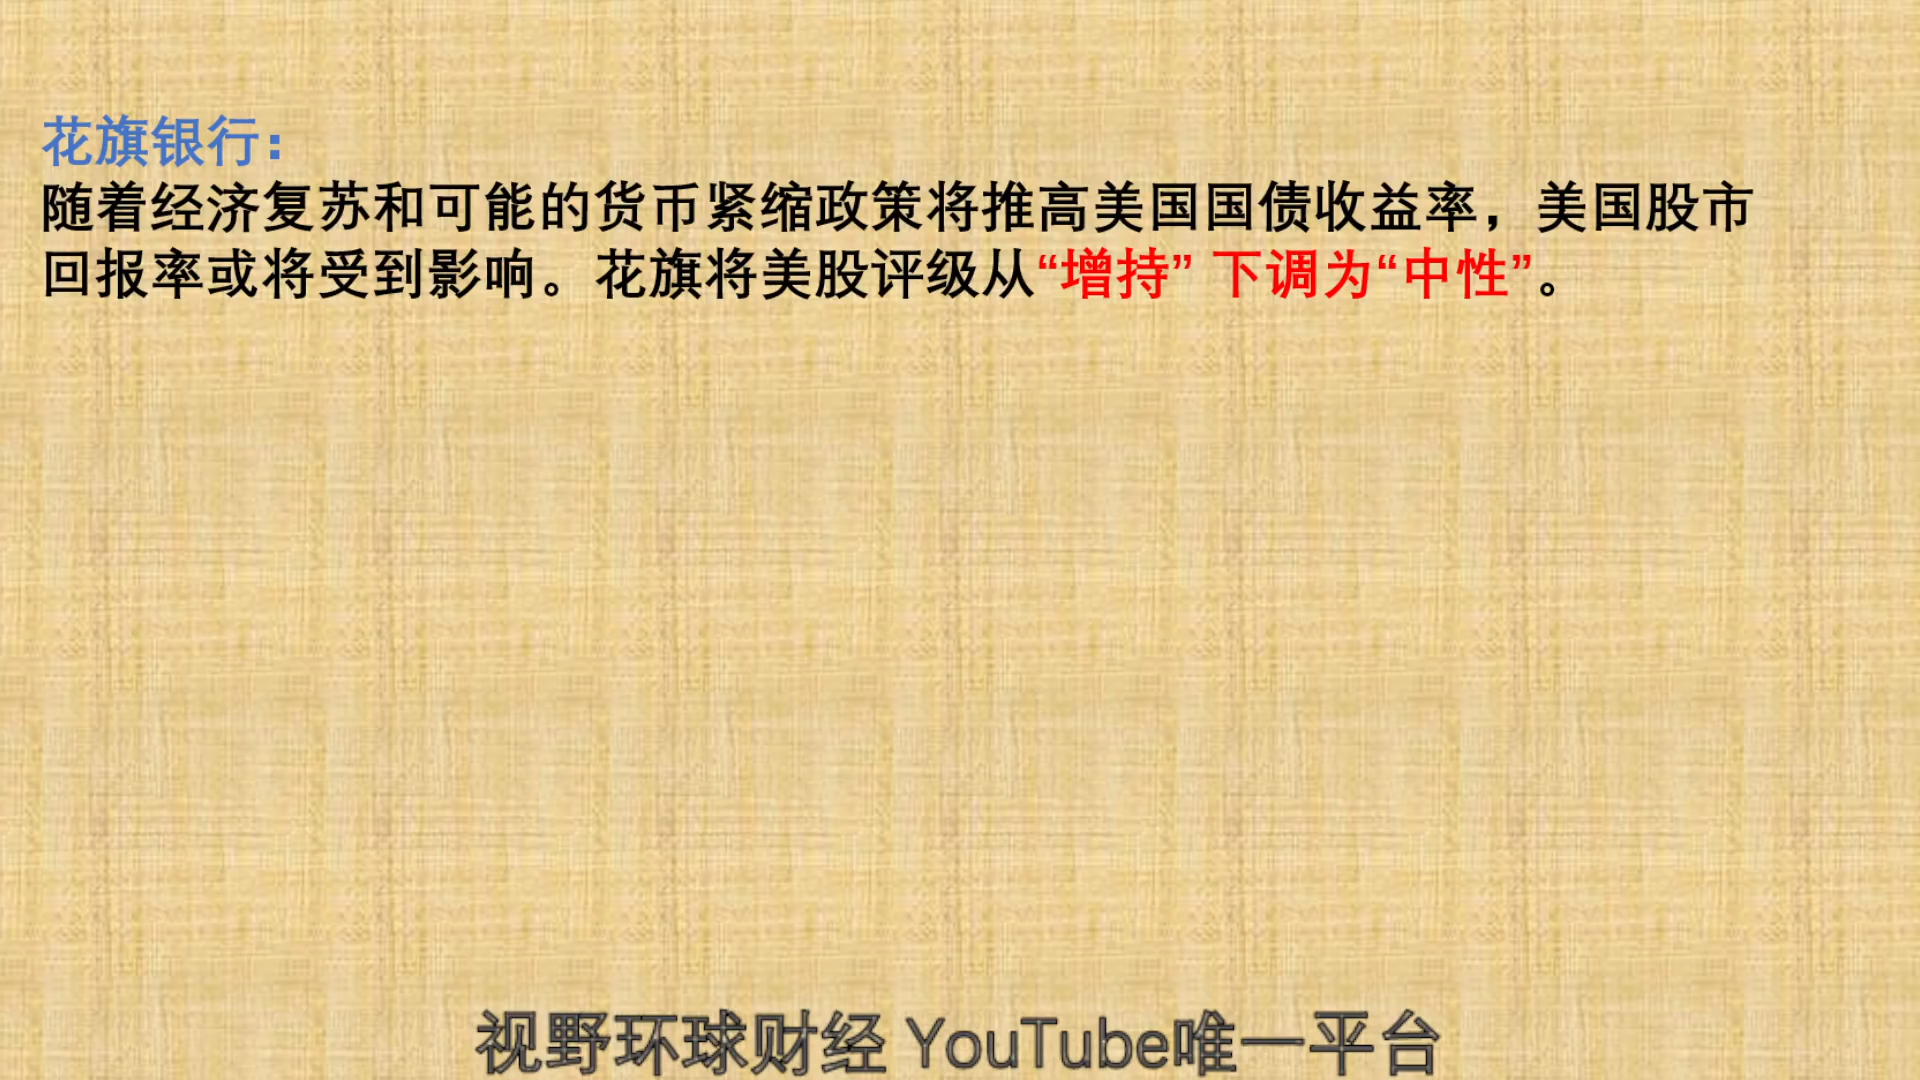 花旗银行：
随着经济复苏和可能的货币紧缩政策将推高美国国债收益率，美国股市
回报率或将受到影响。花旗将美股评级从“增持” 下调为“中性”。
视野环球财经 YouTube唯一平台